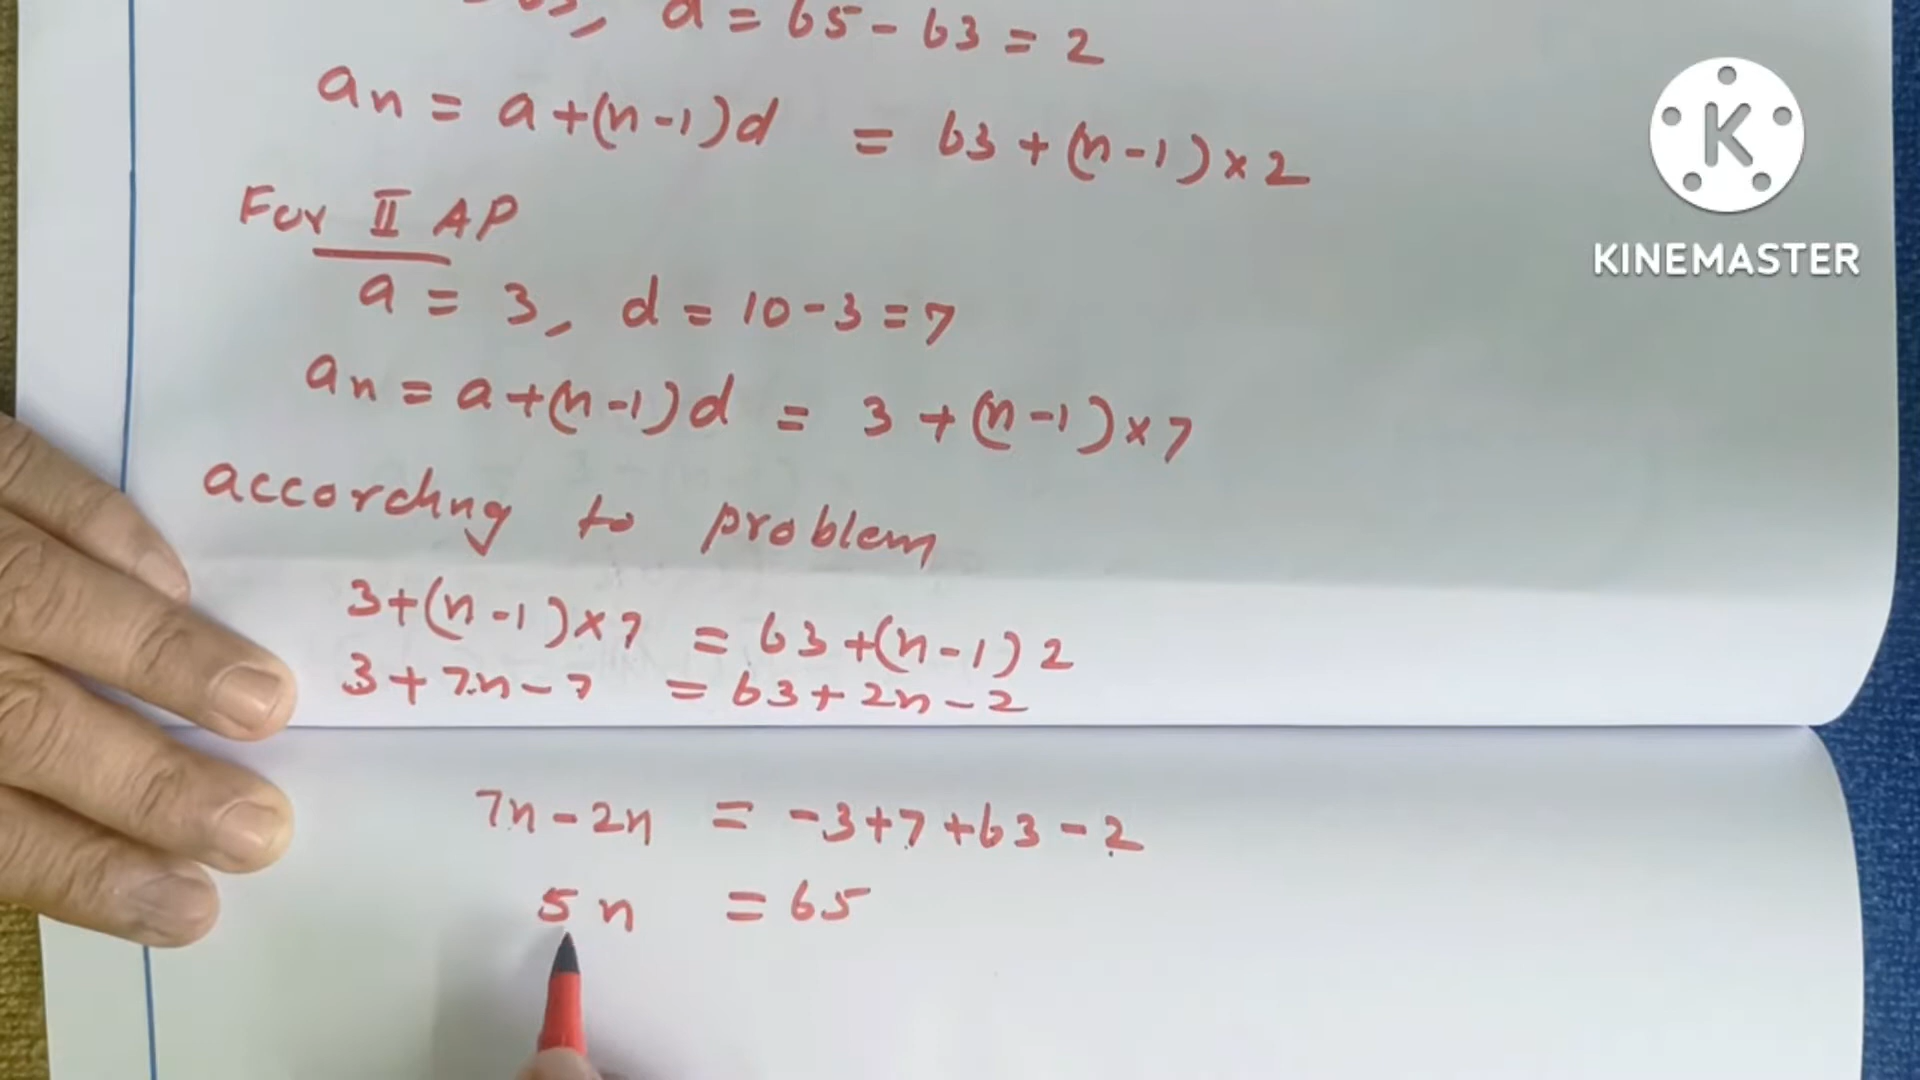 d = 65 - 63 = 2
an = a + (n-1)d = 63 + (n-1) × 2
For II AP
a = 3, d = 10 - 3 = 7
an = a + (n-1)d = 3 + (n-1) × 7
according to problem
3 + (n-1) × 7 = 63 + (n-1) 2
3 + 7n - 7 = 63 + 2n - 2
7n - 2n = -3 + 7 + 63 - 2
5n = 65
K
KINEMASTER